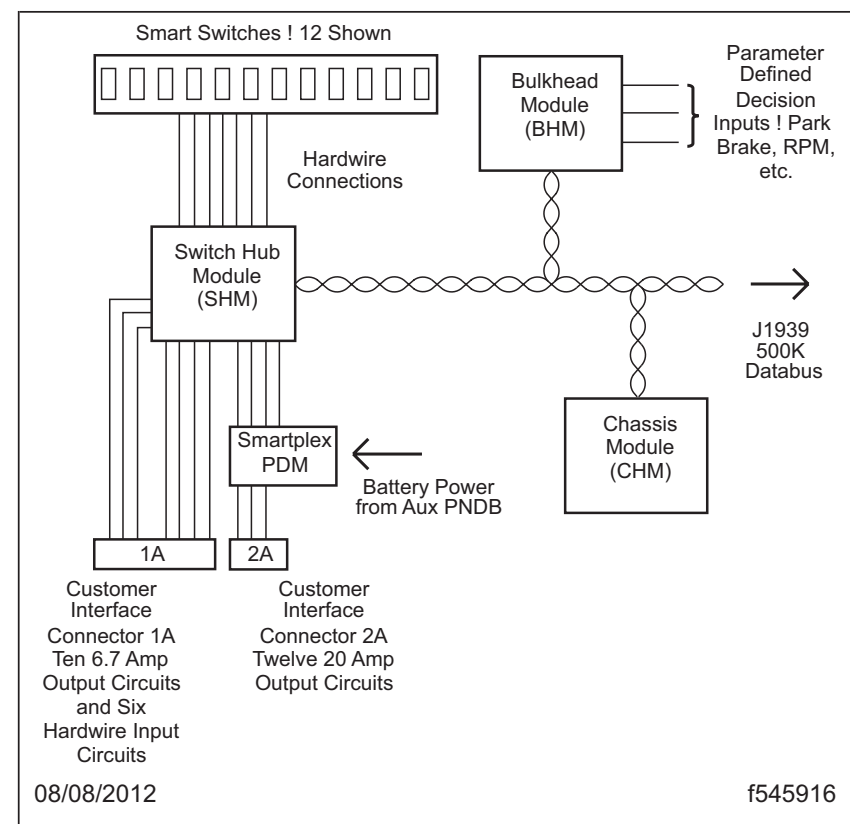 Smart Switches ! 12 Shown
Hardwire
Connections
Bulkhead
Module
(BHM)
Parameter
Defined
Decision
Inputs ! Park
Brake, RPM,
etc.
Switch Hub
Module
(SHM)
J1939
500K
Databus
Chassis
Module
(CHM)
Smartplex
PDM
Battery Power
from Aux PNDB
1A
2A
Customer
Interface
Connector 1A
Ten 6.7 Amp
Output Circuits
and Six
Hardwire Input
Circuits
Customer
Interface
Connector 2A
Twelve 20 Amp
Output Circuits
08/08/2012
f545916